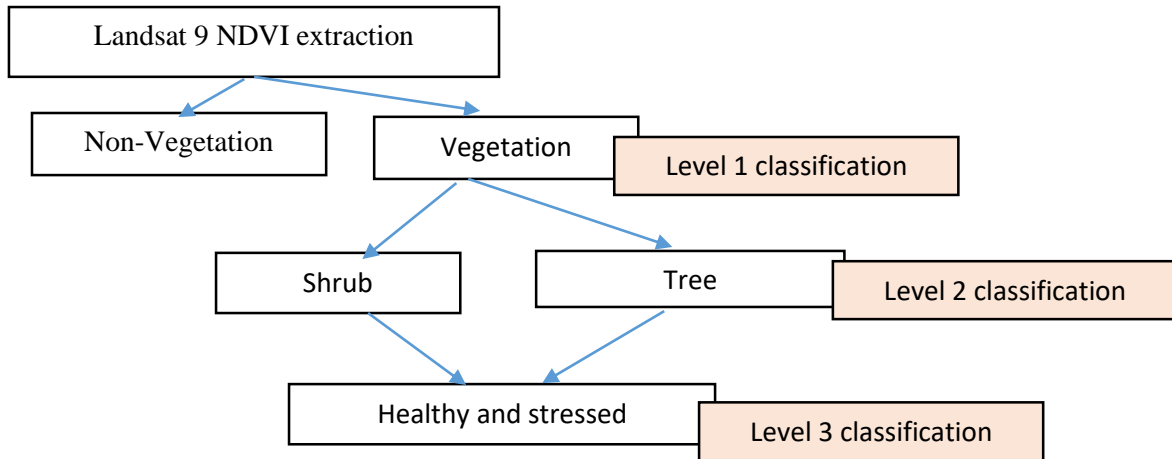 Landsat 9 NDVI extraction
Non-Vegetation
Vegetation
Level 1 classification
Shrub
Tree
Level 2 classification
Healthy and stressed
Level 3 classification